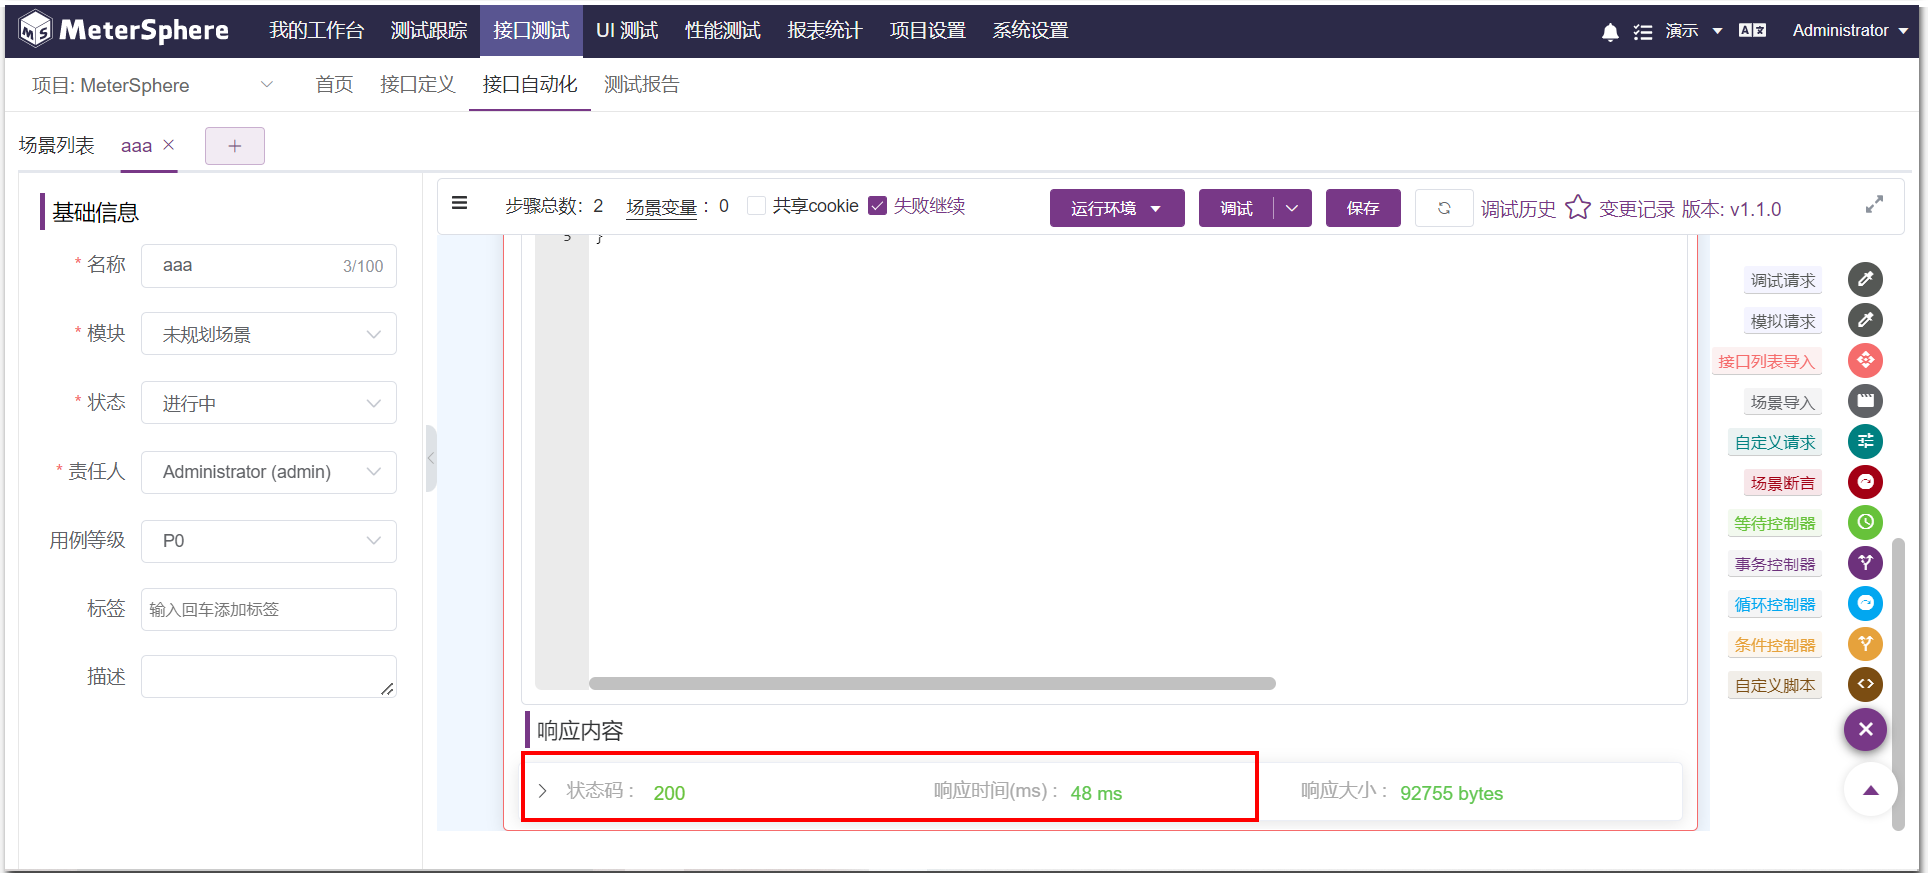 MeterSphere 我的工作台 测试跟踪 接口测试 UI 测试 性能测试 报表统计 项目设置 系统设置 演示 Administrator
项目: MeterSphere 首页 接口定义 接口自动化 测试报告
场景列表 aaa × +
基础信息
* 名称 aaa 3/100
* 模块 未规划场景
* 状态 进行中
* 责任人 Administrator (admin)
用例等级 P0
标签 输入回车添加标签
描述
步骤总数: 2 场景变量 : 0 共享cookie 失败继续 运行环境 调试 保存 调试历史 变更记录 版本: v1.1.0
5 }
调试请求
模拟请求
接口列表导入
场景导入
自定义请求
场景断言
等待控制器
事务控制器
循环控制器
条件控制器
自定义脚本
响应内容
状态码 : 200 响应时间(ms) : 48 ms 响应大小 : 92755 bytes